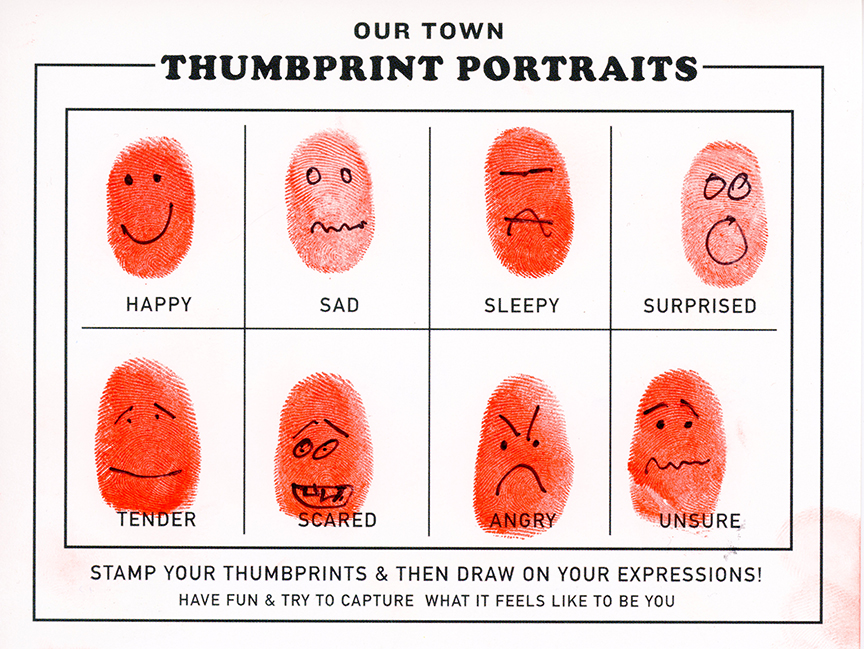 OUR TOWN
THUMBPRINT PORTRAITS
HAPPY SAD SLEEPY SURPRISED
TENDER SCARED ANGRY UNSURE
STAMP YOUR THUMBPRINTS & THEN DRAW ON YOUR EXPRESSIONS!
HAVE FUN & TRY TO CAPTURE WHAT IT FEELS LIKE TO BE YOU